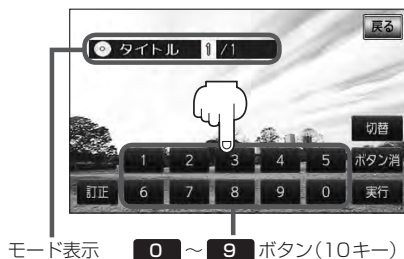 戻る
タイトル 1 /1
切替
1 2 3 4 5 ボタン消
訂正 6 7 8 9 0 実行
モード表示 0 ~ 9 ボタン(10キー)